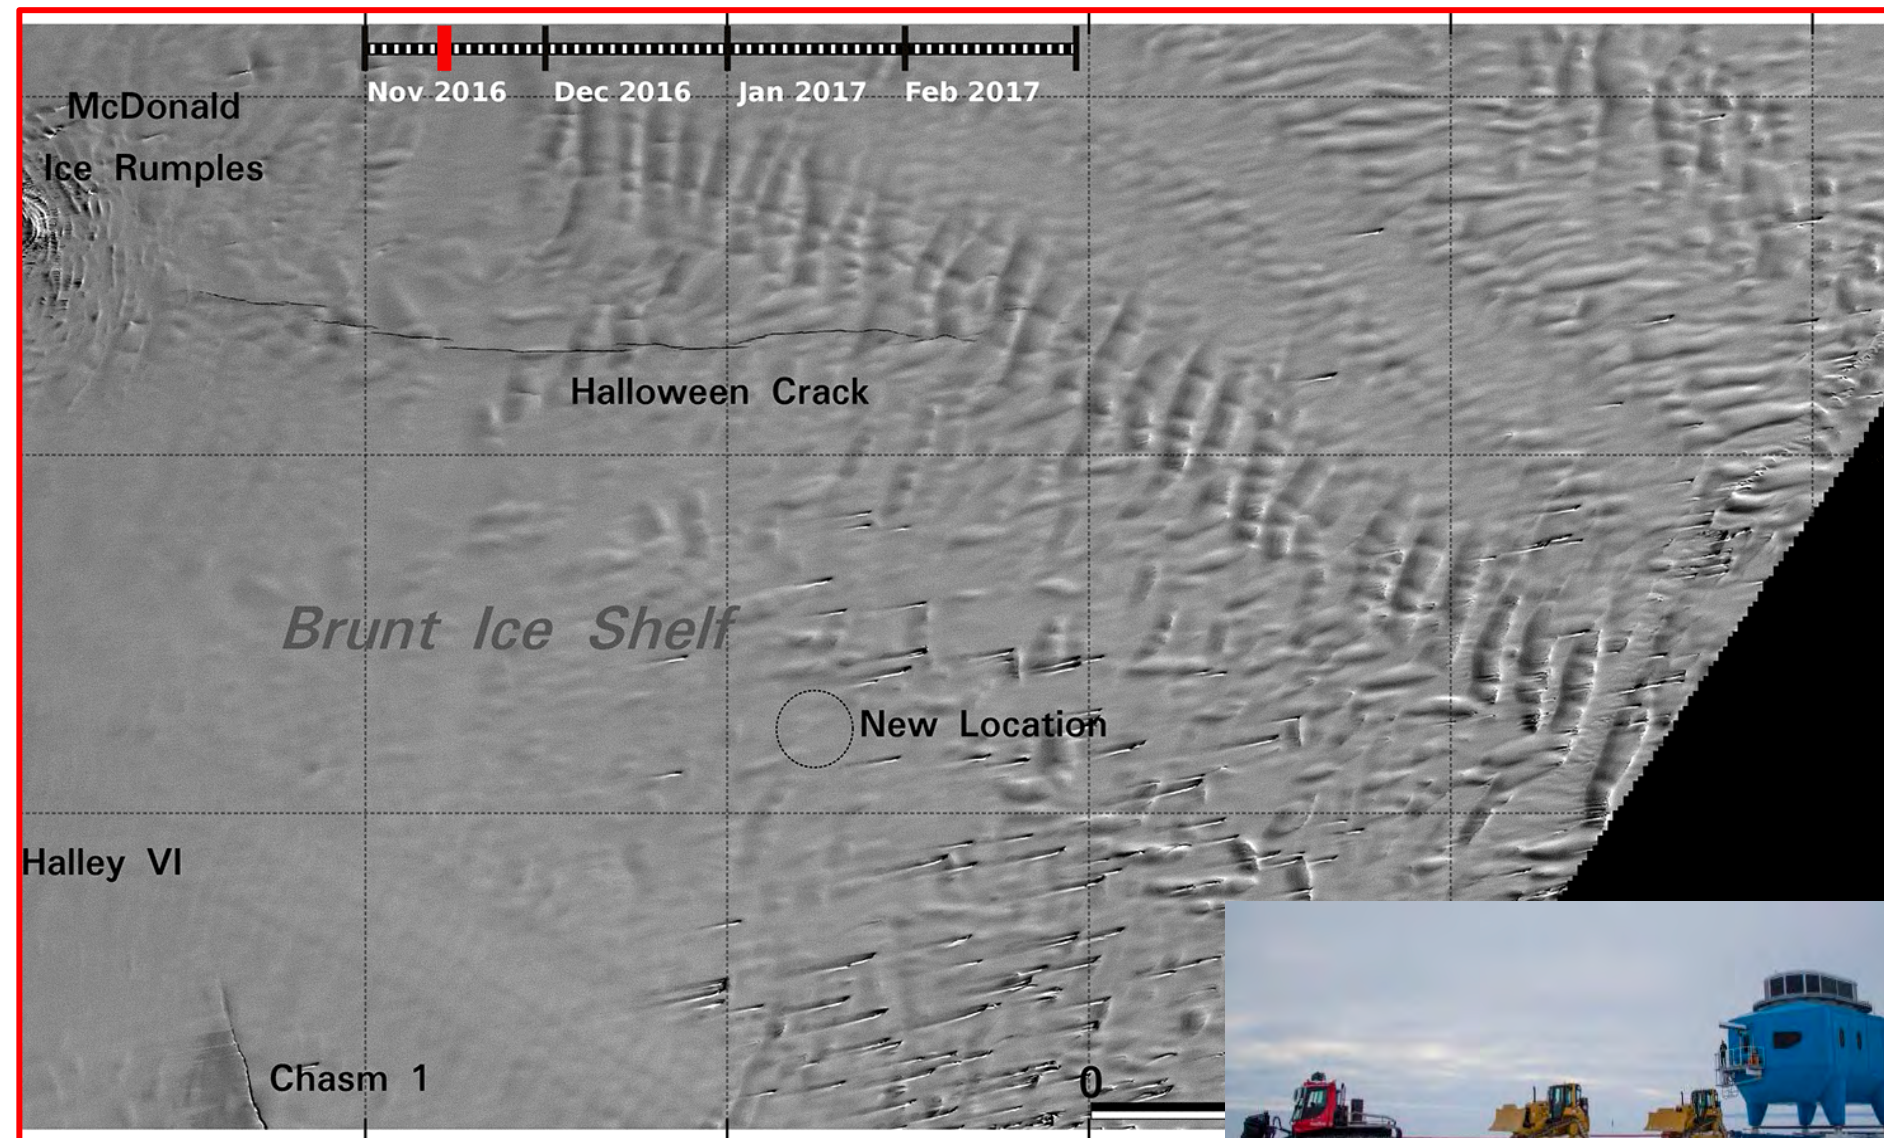 Nov 2016 Dec 2016 Jan 2017 Feb 2017
McDonald
Ice Rumples
Halloween Crack
Brunt Ice Shelf
New Location
Halley VI
Chasm 1
0